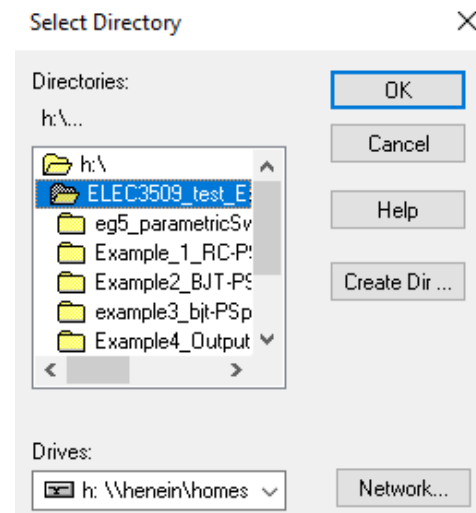 Select Directory
Directories:
OK
h:\...
Cancel
h:\
ELEC3509_test_E
Help
eg5_parametricSv
Example_1_RC-P
Example2_BJT-PS
Create Dir ...
example3_bjt-PSp
Example4_Output
Drives:
h: \\henein\homes
Network...